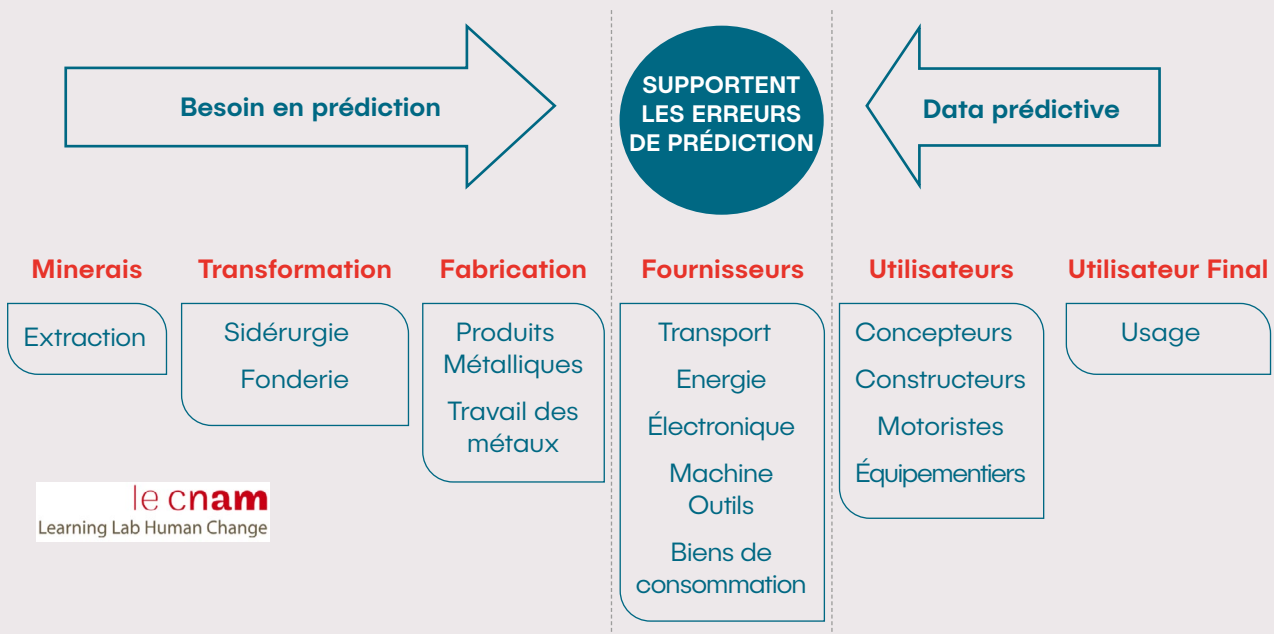 Besoin en prédiction
SUPPORTENT
LES ERREURS
DE PRÉDICTION
Data prédictive
Minerais
Extraction
Transformation
Sidérurgie
Fonderie
Fabrication
Produits
Métalliques
Travail des
métaux
Fournisseurs
Transport
Energie
Électronique
Machine
Outils
Biens de
consommation
Utilisateurs
Concepteurs
Constructeurs
Motoristes
Équipementiers
Utilisateur Final
Usage
le cnam
Learning Lab Human Change